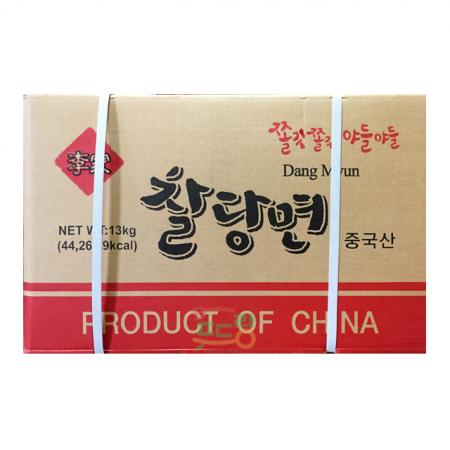 쫄깃쫄깃 야들야들
李家
Dang Myun
찰당면
NET WT:13kg
중국산
PRODUCT OF CHINA